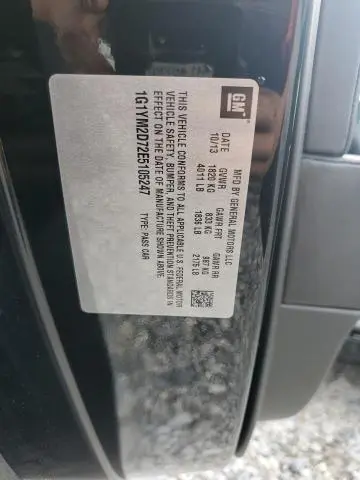 GM
MFD BY GENERAL MOTORS LLC
DATE GVWR GAWR FRT GAWR RR
10/13 1820 KG 833 KG 987 KG
4011 LB 1836 LB 2175 LB
THIS VEHICLE CONFORMS TO ALL APPLICABLE U.S. FEDERAL MOTOR
VEHICLE SAFETY, BUMPER, AND THEFT PREVENTION STANDARDS IN
EFFECT ON THE DATE OF MANUFACTURE SHOWN ABOVE.
1G1YM2D72E5105247 TYPE: PASS CAR